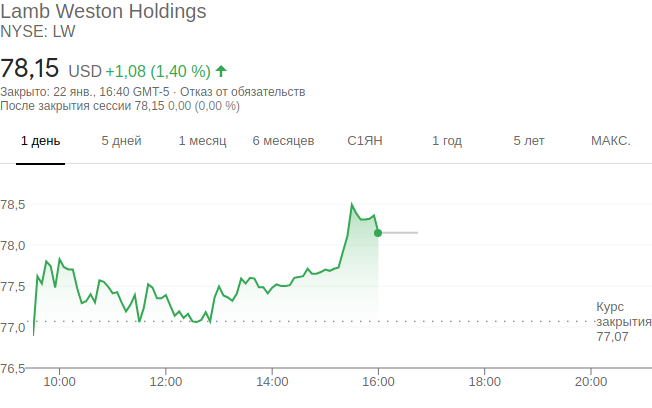 Lamb Weston Holdings
NYSE: LW
78,15 USD +1,08 (1,40 %)
Закрыто: 22 янв., 16:40 GMT-5 · Отказ от обязательств
После закрытия сессии 78,15 0,00 (0,00 %)
1 день 5 дней 1 месяц 6 месяцев С1ЯН 1 год 5 лет МАКС.
78,5
78,0
77,5
77,0
76,5
Курс
закрытия
77,07
10:00 12:00 14:00 16:00 18:00 20:00